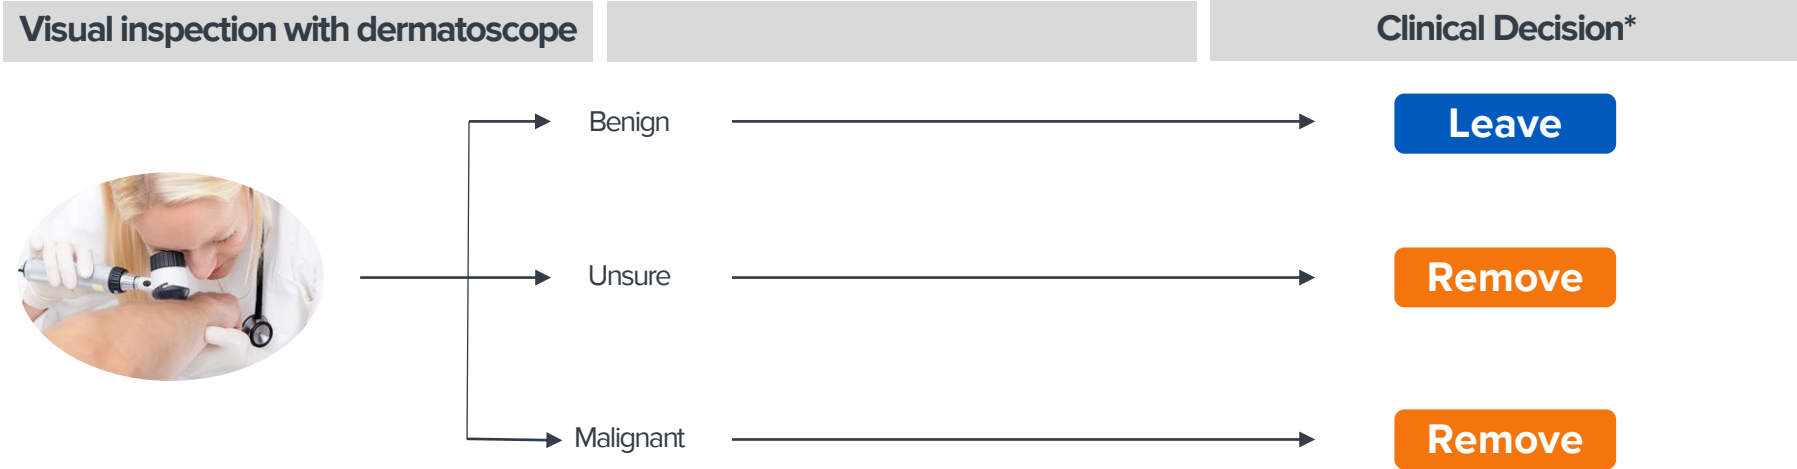 Visual inspection with dermatoscope
Clinical Decision*
Benign
Leave
Unsure
Remove
Malignant
Remove